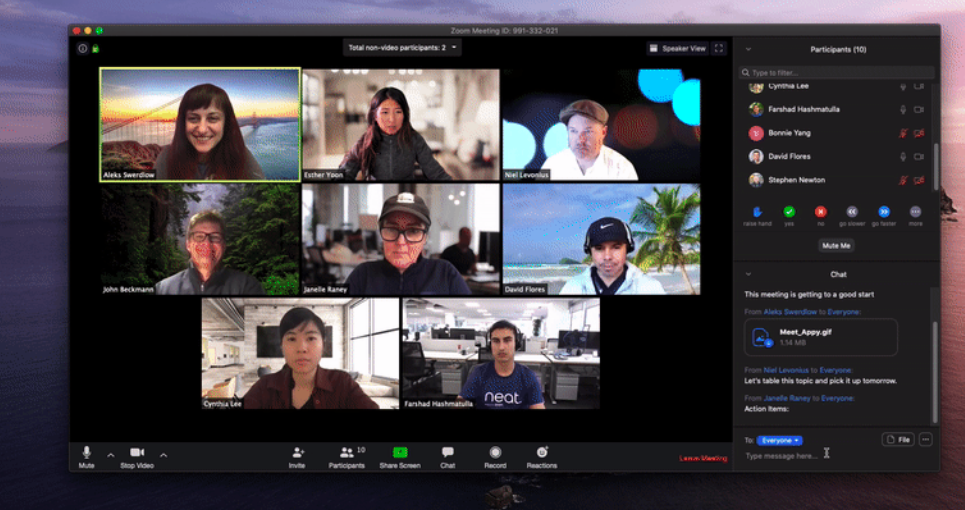 Zoom Meeting ID: 991-332-021
Total non-video participants: 2
Speaker View
Participants (10)
Type to filter...
Cynthia Lee
Farshad Hashmatulla
Bonnie Yang
David Flores
Stephen Newton
raise hand
yes
no
go slower
go faster
more
Mute Me
Chat
This meeting is getting to a good start
From Aleks Swerdlow to Everyone:
Meet_Appy.gif
1.14 MB
From Niel Levonius to Everyone:
Let's table this topic and pick it up tomorrow.
From Janelle Raney to Everyone:
Action Items:
To: Everyone
File
Type message here...
Aleks Swerdlow
Esther Yoon
Niel Levonius
John Beckmann
Janelle Raney
David Flores
Cynthia Lee
Farshad Hashmatulla
neat
Mute
Stop Video
Invite
Participants
10
Share Screen
Chat
Record
Reactions
Leave Meeting